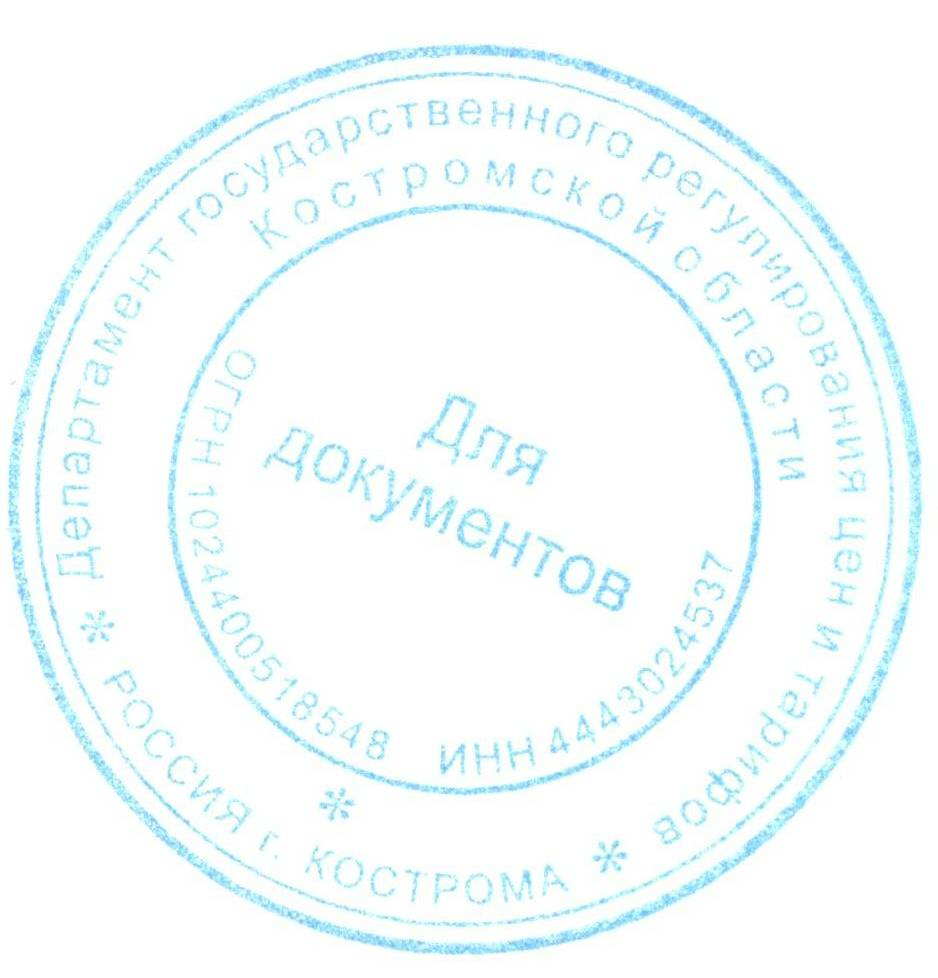 Департамент государственного регулирования цен и тарифов
Костромской области
* РОССИЯ г. КОСТРОМА *
*
ОГРН 1024400518548 ИНН 4443024537
Для
документов